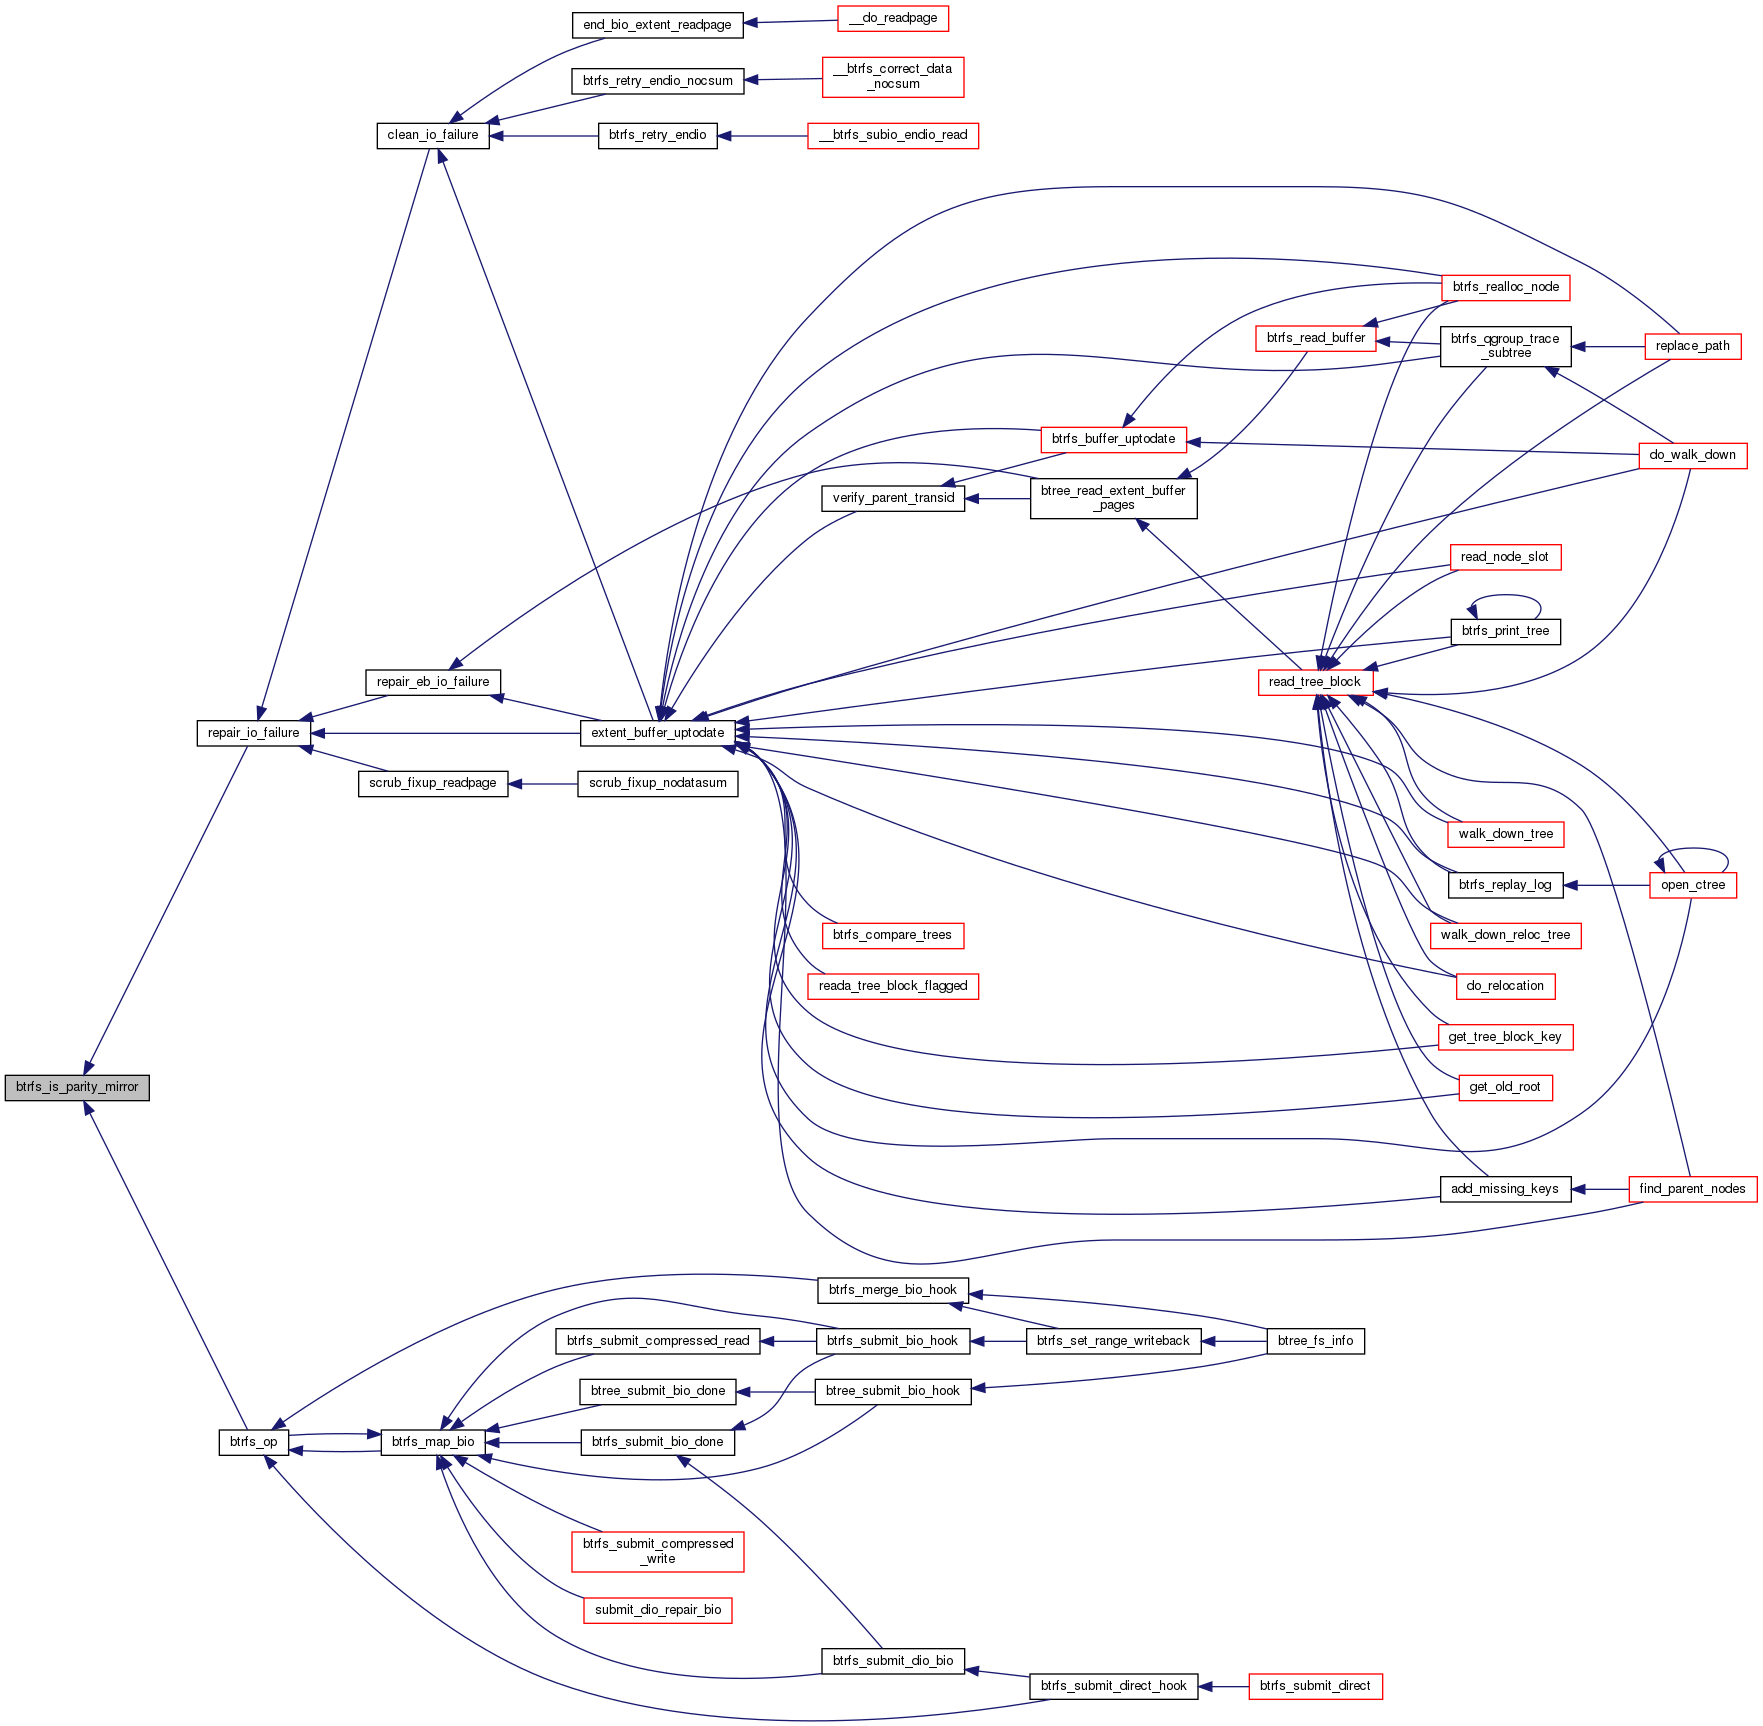 end_bio_extent_readpage
__do_readpage
btrfs_retry_endio_nocsum
__btrfs_correct_data
_nocsum
clean_io_failure
btrfs_retry_endio
__btrfs_subio_endio_read
btrfs_realloc_node
btrfs_read_buffer
btrfs_qgroup_trace
_subtree
replace_path
btrfs_buffer_uptodate
do_walk_down
verify_parent_transid
btree_read_extent_buffer
_pages
read_node_slot
btrfs_print_tree
repair_eb_io_failure
read_tree_block
repair_io_failure
extent_buffer_uptodate
scrub_fixup_readpage
scrub_fixup_nodatasum
walk_down_tree
btrfs_replay_log
open_ctree
btrfs_compare_trees
walk_down_reloc_tree
reada_tree_block_flagged
do_relocation
get_tree_block_key
btrfs_is_parity_mirror
get_old_root
add_missing_keys
find_parent_nodes
btrfs_merge_bio_hook
btrfs_submit_compressed_read
btrfs_submit_bio_hook
btrfs_set_range_writeback
btree_fs_info
btree_submit_bio_done
btree_submit_bio_hook
btrfs_op
btrfs_map_bio
btrfs_submit_bio_done
btrfs_submit_compressed
_write
submit_dio_repair_bio
btrfs_submit_dio_bio
btrfs_submit_direct_hook
btrfs_submit_direct